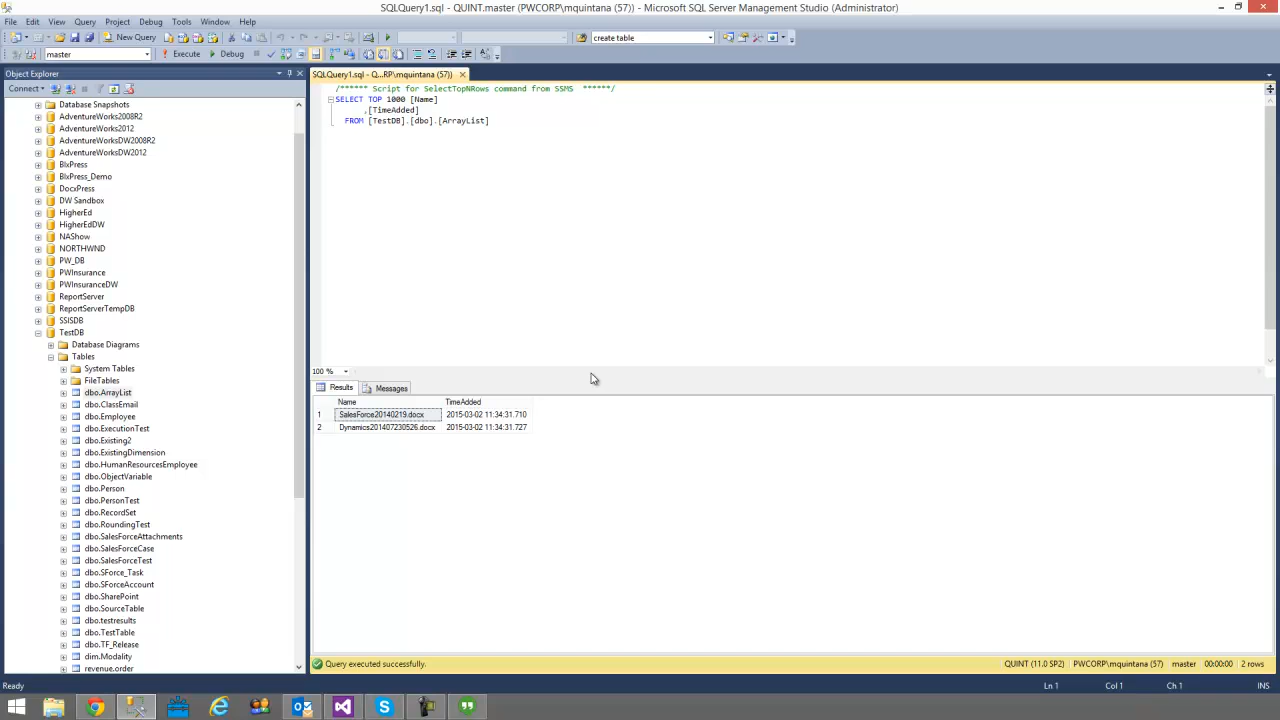 SQLQuery1.sql - QUINT.master (PWCORP\mquintana (57)) - Microsoft SQL Server Management Studio (Administrator)
File Edit View Query Project Debug Tools Window Help
New Query
create table
master
Execute
Debug
Object Explorer
Connect
Database Snapshots
AdventureWorks2008R2
AdventureWorks2012
AdventureWorksDW2008R2
AdventureWorksDW2012
BlxPress
BlxPress_Demo
DocxPress
DW Sandbox
HigherEd
HigherEdDW
NAShow
NORTHWND
PW_DB
PWInsurance
PWInsuranceDW
ReportServer
ReportServerTempDB
SSISDB
TestDB
Database Diagrams
Tables
System Tables
FileTables
dbo.ArrayList
dbo.ClassEmail
dbo.Employee
dbo.ExecutionTest
dbo.Existing2
dbo.ExistingDimension
dbo.HumanResourcesEmployee
dbo.ObjectVariable
dbo.Person
dbo.PersonTest
dbo.RecordSet
dbo.RoundingTest
dbo.SalesForceAttachments
dbo.SalesForceCase
dbo.SalesForceTest
dbo.SForce_Task
dbo.SForceAccount
dbo.SharePoint
dbo.SourceTable
dbo.testresults
dbo.TestTable
dbo.TF_Release
dim.Modality
revenue.order
SQLQuery1.sql - Q...RP\mquintana (57))
/****** Script for SelectTopNRows command from SSMS ******/
SELECT TOP 1000 [Name]
,[TimeAdded]
FROM [TestDB].[dbo].[ArrayList]
100 %
Results Messages
Name TimeAdded
1 SalesForce20140219.docx 2015-03-02 11:34:31.710
2 Dynamics201407230526.docx 2015-03-02 11:34:31.727
Query executed successfully. QUINT (11.0 SP2) PWCORP\mquintana (57) master 00:00:00 2 rows
Ready Ln 1 Col 1 Ch 1 INS